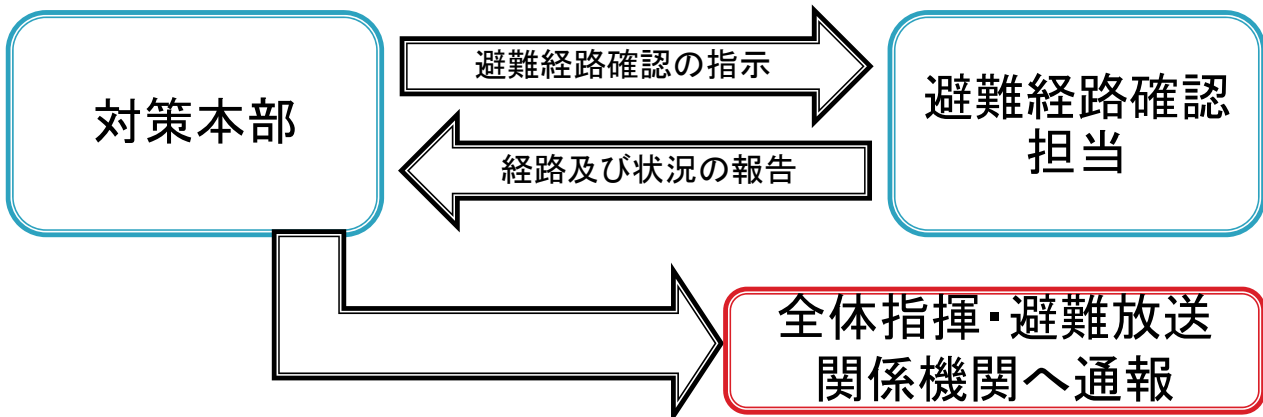 対策本部
避難経路確認の指示
経路及び状況の報告
避難経路確認
担当
全体指揮・避難放送
関係機関へ通報